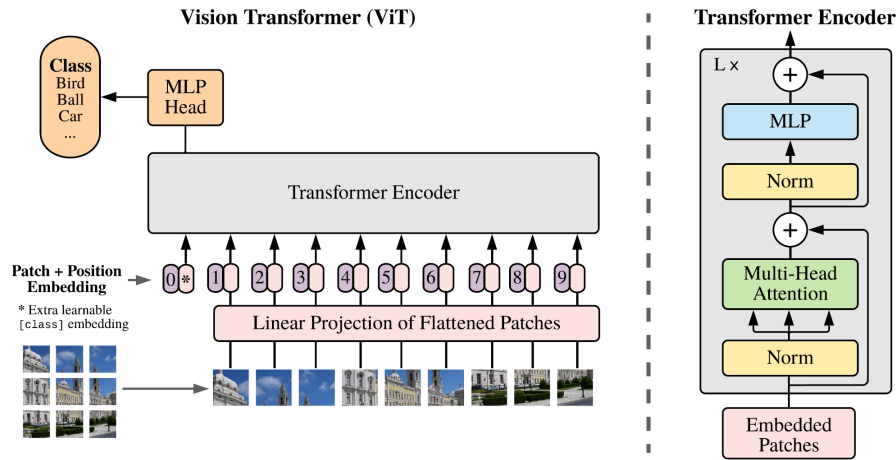 Vision Transformer (ViT)
Class
Bird
Ball
Car
...
MLP
Head
Transformer Encoder
0 * 1 2 3 4 5 6 7 8 9
Patch + Position
Embedding
* Extra learnable
[class] embedding
Linear Projection of Flattened Patches
Transformer Encoder
L ×
+
MLP
Norm
+
Multi-Head
Attention
Norm
Embedded
Patches